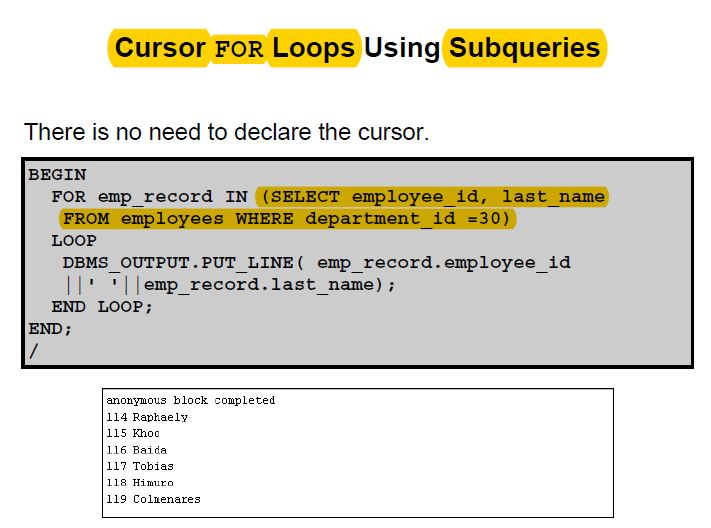 Cursor FOR Loops Using Subqueries
There is no need to declare the cursor.
BEGIN
FOR emp_record IN (SELECT employee_id, last_name
FROM employees WHERE department_id =30)
LOOP
DBMS_OUTPUT.PUT_LINE( emp_record.employee_id
||' '||emp_record.last_name);
END LOOP;
END;
/
anonymous block completed
114 Raphaely
115 Khoo
116 Baida
117 Tobias
118 Himuro
119 Colmenares